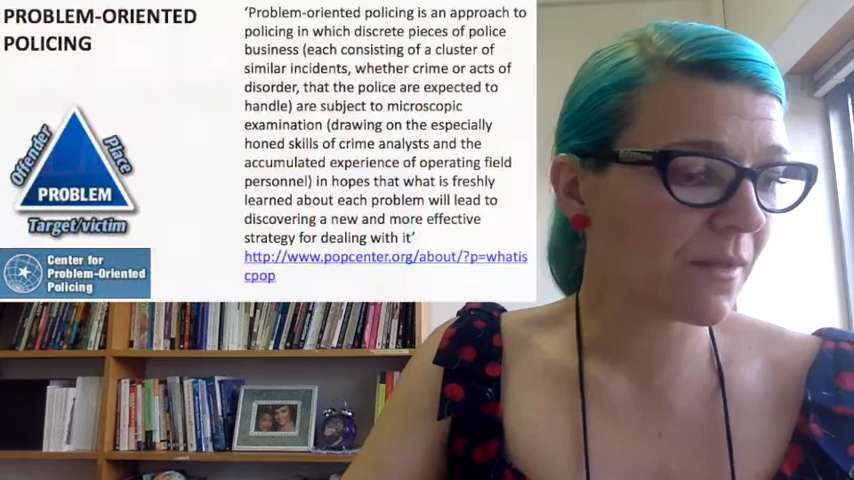 PROBLEM-ORIENTED
POLICING
‘Problem-oriented policing is an approach to
policing in which discrete pieces of police
business (each consisting of a cluster of
similar incidents, whether crime or acts of
disorder, that the police are expected to
handle) are subject to microscopic
examination (drawing on the especially
honed skills of crime analysts and the
accumulated experience of operating field
personnel) in hopes that what is freshly
learned about each problem will lead to
discovering a new and more effective
strategy for dealing with it’
http://www.popcenter.org/about/?p=whatis
cpop
Offender
Place
PROBLEM
Target/victim
Center for
Problem-Oriented
Policing